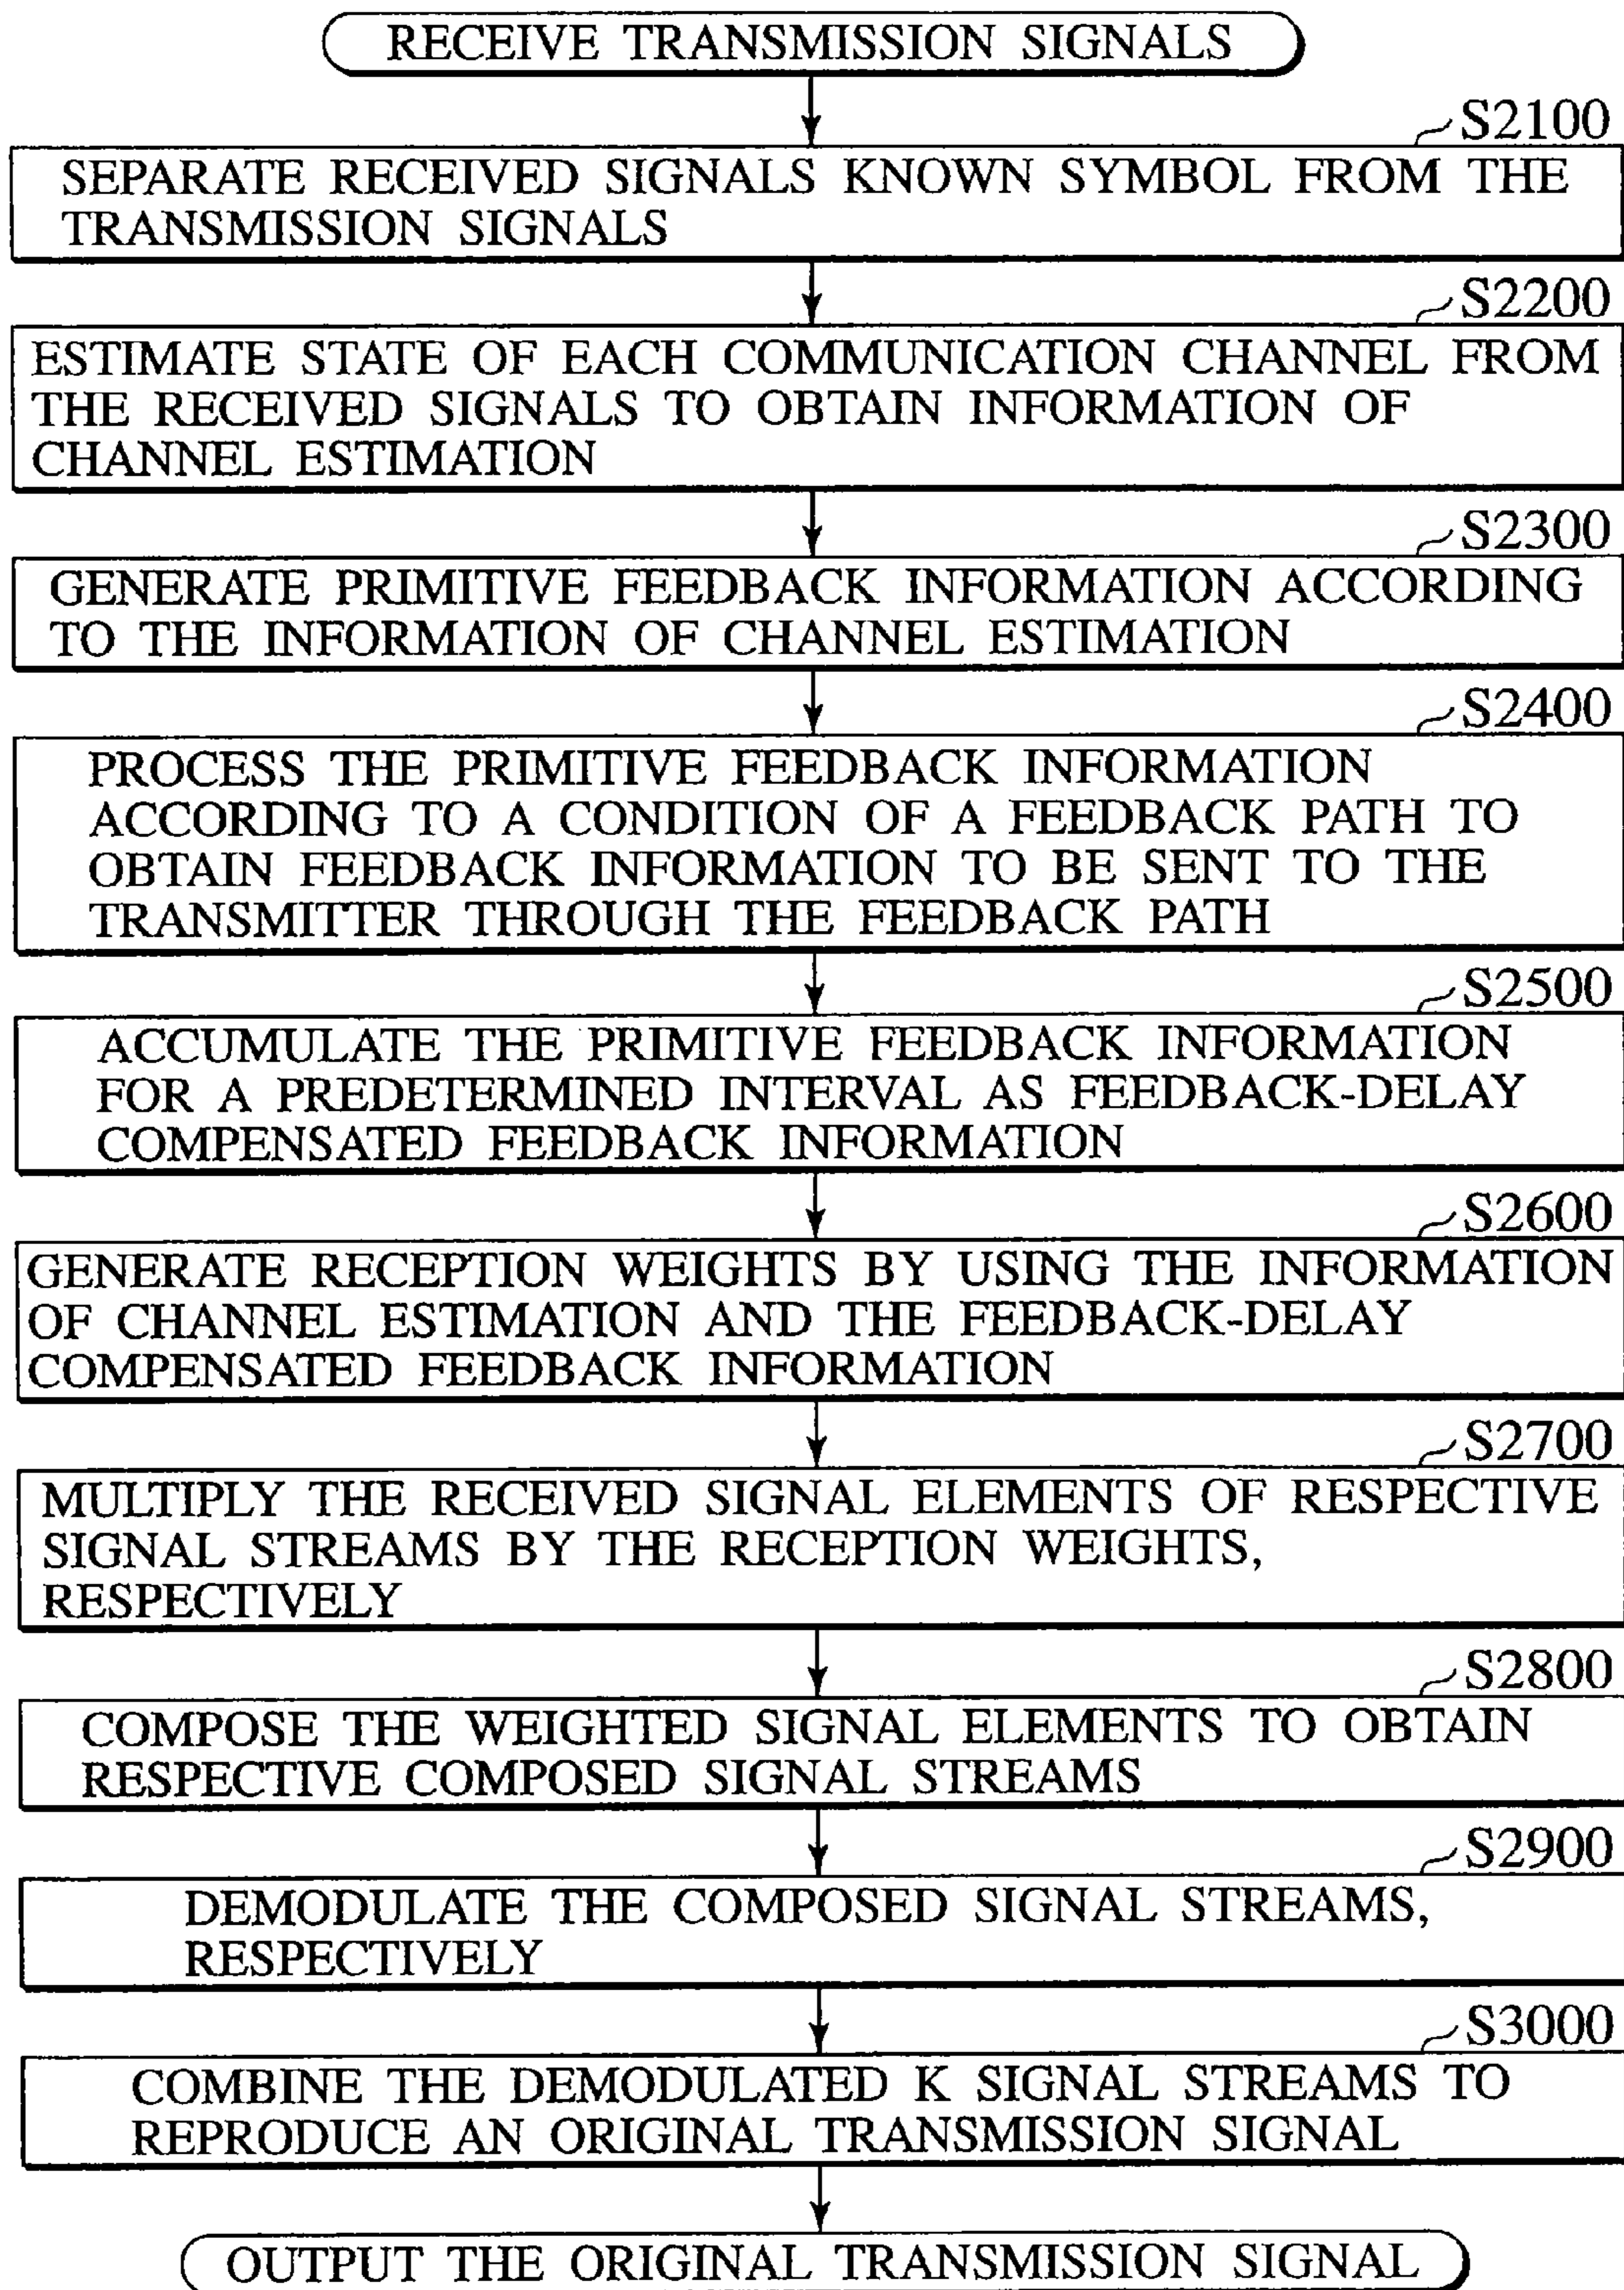 RECEIVE TRANSMISSION SIGNALS
S2100
SEPARATE RECEIVED SIGNALS KNOWN SYMBOL FROM THE
TRANSMISSION SIGNALS
S2200
ESTIMATE STATE OF EACH COMMUNICATION CHANNEL FROM
THE RECEIVED SIGNALS TO OBTAIN INFORMATION OF
CHANNEL ESTIMATION
S2300
GENERATE PRIMITIVE FEEDBACK INFORMATION ACCORDING
TO THE INFORMATION OF CHANNEL ESTIMATION
S2400
PROCESS THE PRIMITIVE FEEDBACK INFORMATION
ACCORDING TO A CONDITION OF A FEEDBACK PATH TO
OBTAIN FEEDBACK INFORMATION TO BE SENT TO THE
TRANSMITTER THROUGH THE FEEDBACK PATH
S2500
ACCUMULATE THE PRIMITIVE FEEDBACK INFORMATION
FOR A PREDETERMINED INTERVAL AS FEEDBACK-DELAY
COMPENSATED FEEDBACK INFORMATION
S2600
GENERATE RECEPTION WEIGHTS BY USING THE INFORMATION
OF CHANNEL ESTIMATION AND THE FEEDBACK-DELAY
COMPENSATED FEEDBACK INFORMATION
S2700
MULTIPLY THE RECEIVED SIGNAL ELEMENTS OF RESPECTIVE
SIGNAL STREAMS BY THE RECEPTION WEIGHTS,
RESPECTIVELY
S2800
COMPOSE THE WEIGHTED SIGNAL ELEMENTS TO OBTAIN
RESPECTIVE COMPOSED SIGNAL STREAMS
S2900
DEMODULATE THE COMPOSED SIGNAL STREAMS,
RESPECTIVELY
S3000
COMBINE THE DEMODULATED K SIGNAL STREAMS TO
REPRODUCE AN ORIGINAL TRANSMISSION SIGNAL
OUTPUT THE ORIGINAL TRANSMISSION SIGNAL